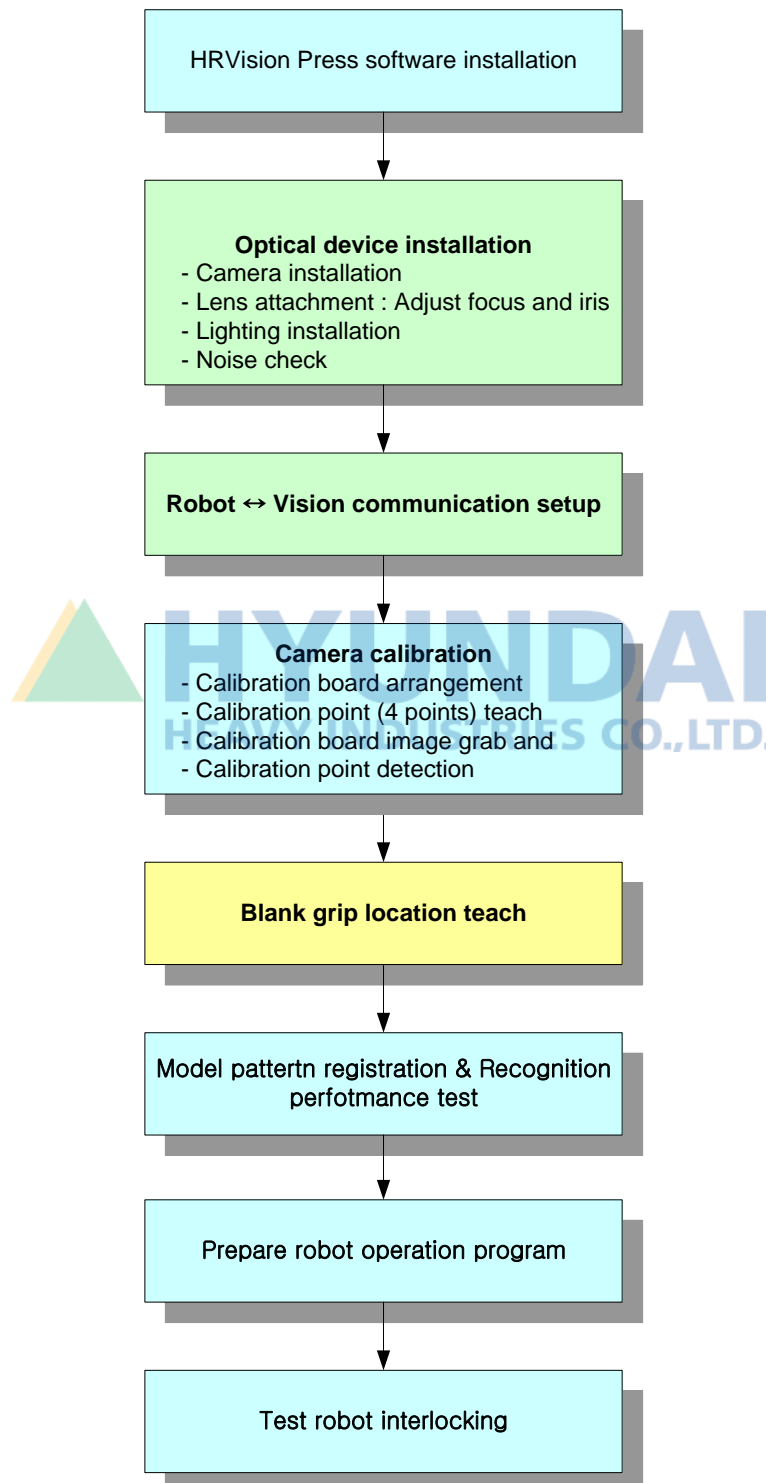 HRVision Press software installation
Optical device installation
- Camera installation
- Lens attachment : Adjust focus and iris
- Lighting installation
- Noise check
Robot ↔ Vision communication setup
HYUNDAI
HEAVY INDUSTRIES CO.,LTD.
Camera calibration
- Calibration board arrangement
- Calibration point (4 points) teach
- Calibration board image grab and
- Calibration point detection
Blank grip location teach
Model pattertn registration & Recognition
perfotmance test
Prepare robot operation program
Test robot interlocking